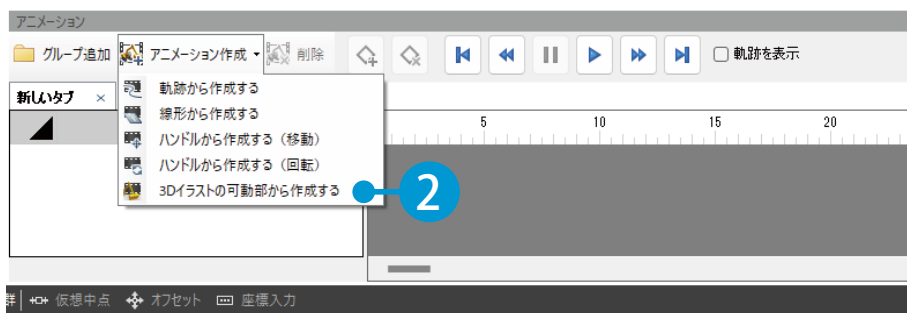 アニメーション
グループ追加 アニメーション作成 削除 軌跡を表示
新しいタブ ×
軌跡から作成する
線形から作成する
ハンドルから作成する（移動）
ハンドルから作成する（回転）
3Dイラストの可動部から作成する
2
5 10 15 20
群 仮想中点 オフセット 座標入力